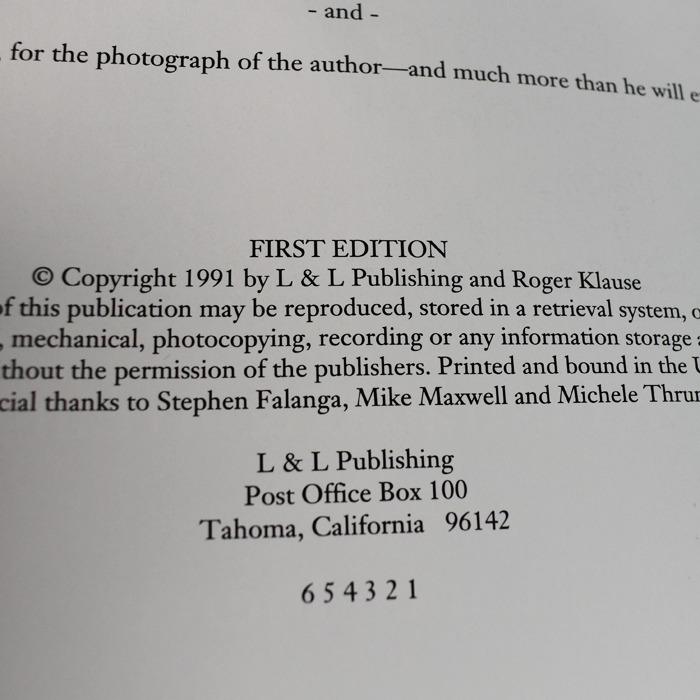 - and -
for the photograph of the author—and much more than he will
FIRST EDITION
© Copyright 1991 by L & L Publishing and Roger Klause
of this publication may be reproduced, stored in a retrieval system,
, mechanical, photocopying, recording or any information storage
thout the permission of the publishers. Printed and bound in the
cial thanks to Stephen Falanga, Mike Maxwell and Michele Thrun
L & L Publishing
Post Office Box 100
Tahoma, California 96142
6 5 4 3 2 1